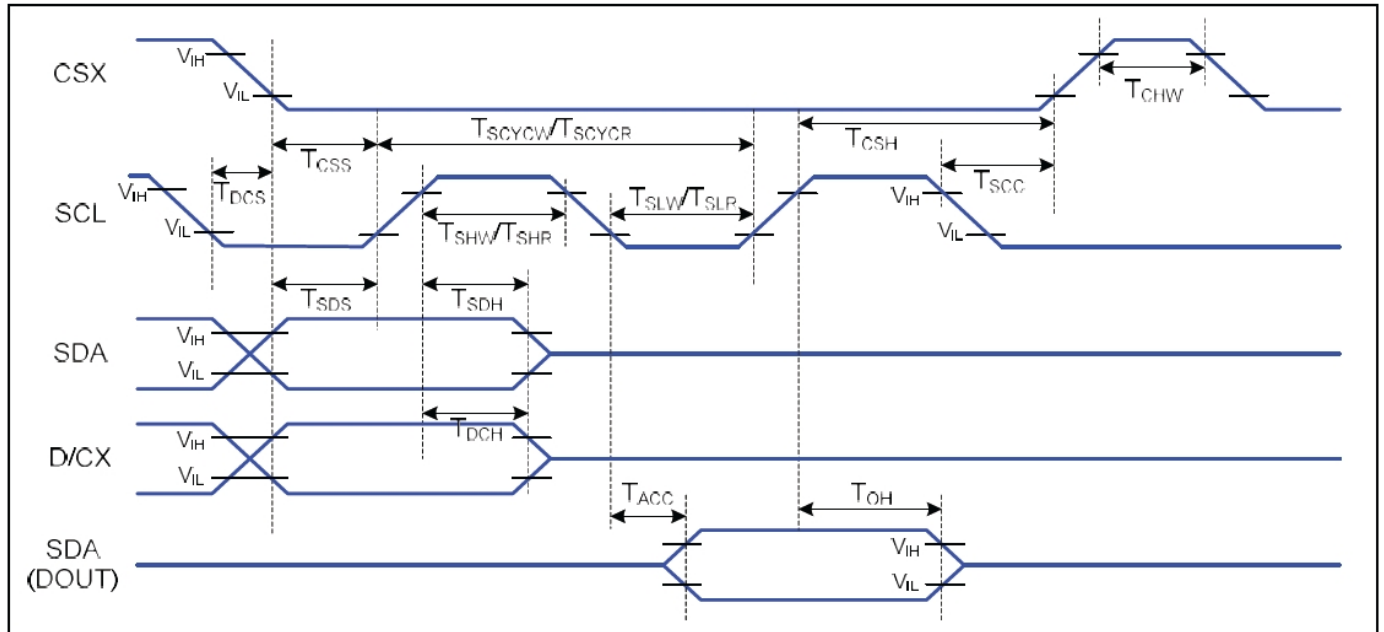 CSX
VIH
VIL
TCHW
TSCYCW/TSCYCR
TCSH
TCSS
TDCS
TSCC
SCL
VIH
VIL
TSHW/TSHR
TSLW/TSLR
VIH
VIL
TSDS
TSDH
SDA
VIH
VIL
TDCH
D/CX
VIH
VIL
TACC
TOH
SDA
(DOUT)
VIH
VIL